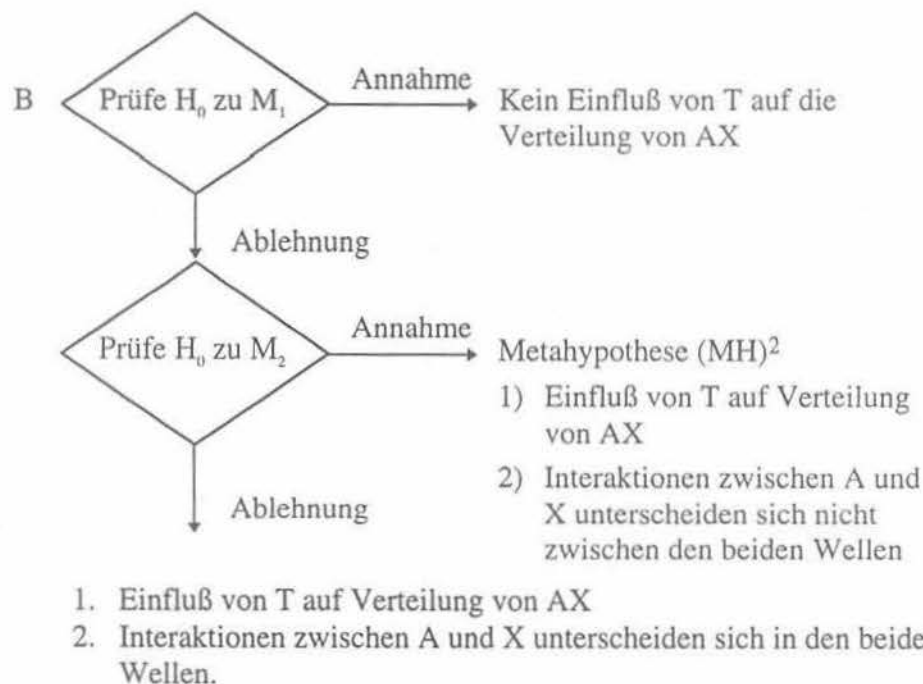 B
Prüfe H₀ zu M₁
Annahme
Kein Einfluß von T auf die
Verteilung von AX
Ablehnung
Prüfe H₀ zu M₂
Annahme
Metahypothese (MH)²
1) Einfluß von T auf Verteilung
von AX
2) Interaktionen zwischen A und
X unterscheiden sich nicht
zwischen den beiden Wellen
Ablehnung
1. Einfluß von T auf Verteilung von AX
2. Interaktionen zwischen A und X unterscheiden sich in den beide
Wellen.